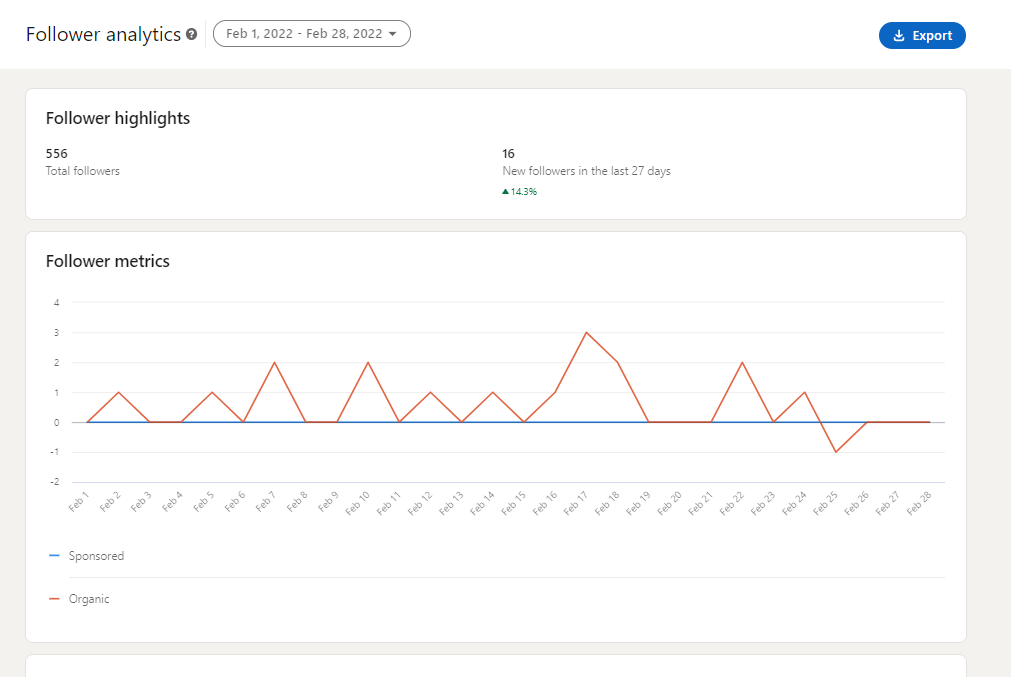 Follower analytics
Feb 1, 2022 - Feb 28, 2022
Export
Follower highlights
556
Total followers
16
New followers in the last 27 days
14.3%
Follower metrics
4
3
2
1
0
-1
-2
Feb 1
Feb 2
Feb 3
Feb 4
Feb 5
Feb 6
Feb 7
Feb 8
Feb 9
Feb 10
Feb 11
Feb 12
Feb 13
Feb 14
Feb 15
Feb 16
Feb 17
Feb 18
Feb 19
Feb 20
Feb 21
Feb 22
Feb 23
Feb 24
Feb 25
Feb 26
Feb 27
Feb 28
Sponsored
Organic